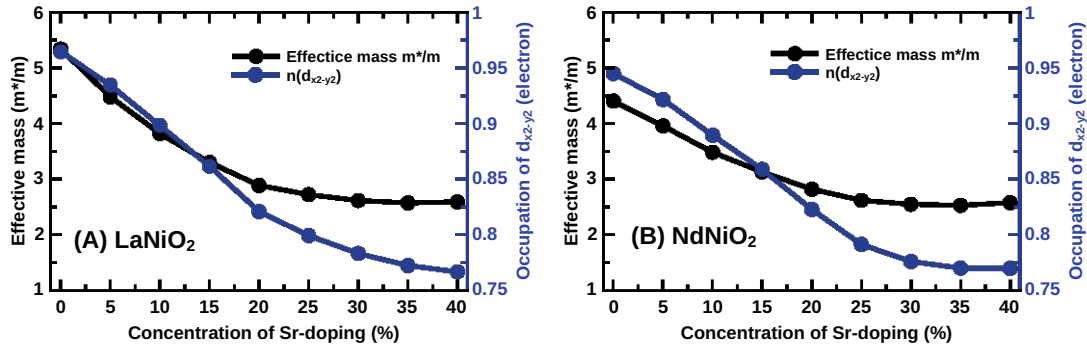 Effective mass (m*/m)
6
5
4
3
2
1
Effectice mass m*/m
n(dx2-y2)
(A) LaNiO2
0 5 10 15 20 25 30 35 40
Concentration of Sr-doping (%)
1
0.95
0.9
0.85
0.8
0.75
Occupation of dx2-y2 (electron)
Effective mass (m*/m)
6
5
4
3
2
1
Effectice mass m*/m
n(dx2-y2)
(B) NdNiO2
0 5 10 15 20 25 30 35 40
Concentration of Sr-doping (%)
1
0.95
0.9
0.85
0.8
0.75
Occupation of dx2-y2 (electron)